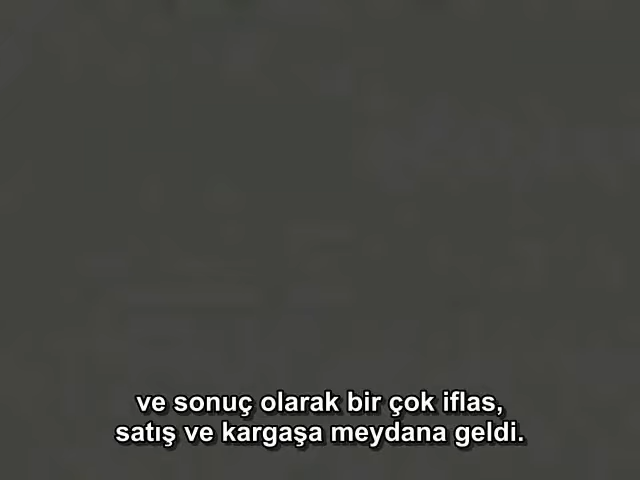 ve sonuç olarak bir çok iflas,
satış ve kargaşa meydana geldi.